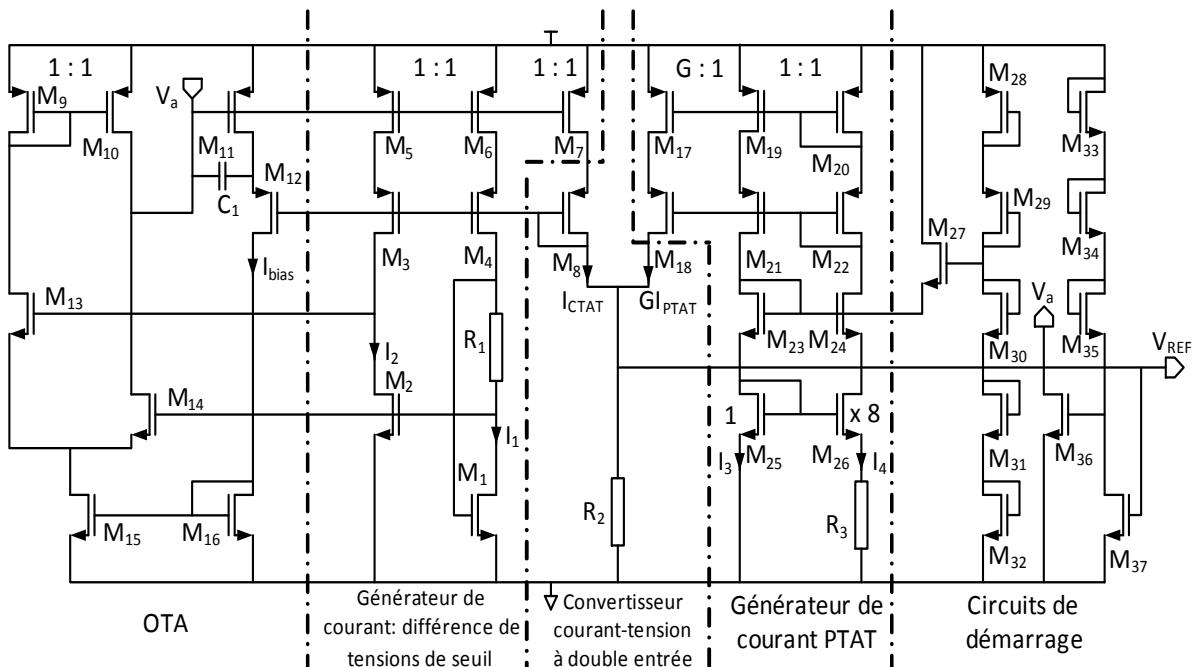 1 : 1
1 : 1
1 : 1
G : 1
1 : 1
M28
M9
Va
M10
M11
M5
M6
M7
M17
M19
M20
M33
M12
C1
M29
M27
M34
M3
M4
M8
M18
M21
M22
Ibias
ICTAT
GIPTAT
Va
M13
R1
M23
M24
M30
M35
VREF
I2
M2
M14
I1
1
x 8
M36
M1
I3
M25
M26
I4
M31
M15
M16
R2
R3
M32
M37
OTA
Générateur de
courant: différence de
tensions de seuil
Convertisseur
courant-tension
à double entrée
Générateur de
courant PTAT
Circuits de
démarrage